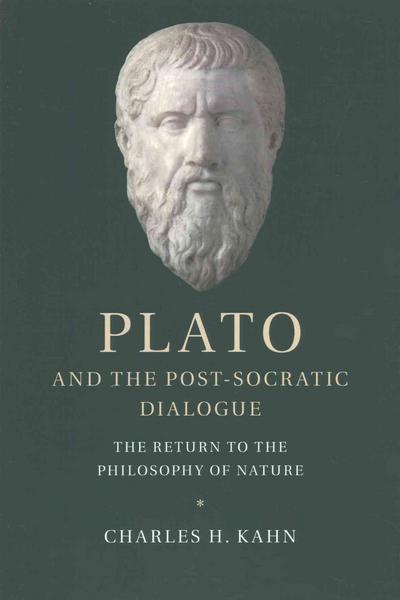 PLATO
AND THE POST-SOCRATIC
DIALOGUE
THE RETURN TO THE
PHILOSOPHY OF NATURE
*
CHARLES H. KAHN